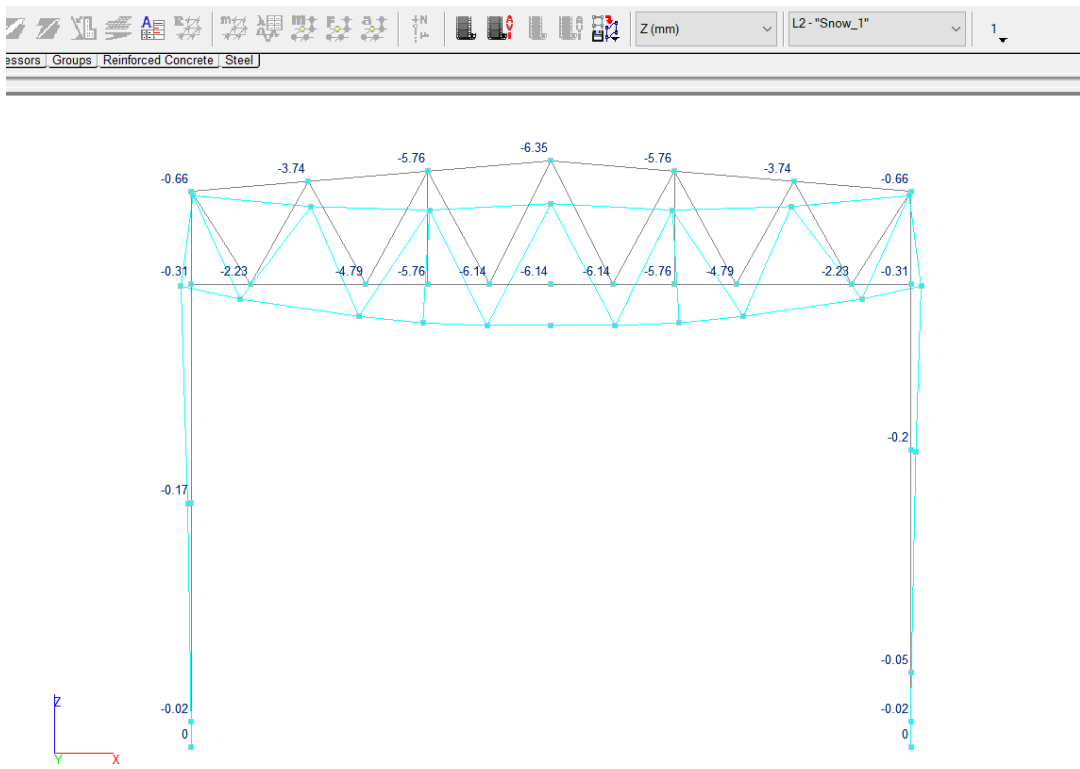 Z (mm)
L2 - "Snow_1"
1
essors Groups Reinforced Concrete Steel
-6.35
-5.76 -5.76
-3.74 -3.74
-0.66 -0.66
-0.31 -2.23 -4.79 -5.76 -6.14 -6.14 -6.14 -5.76 -4.79 -2.23 -0.31
-0.2
-0.17
-0.05
-0.02 -0.02
0 0
Z
Y X